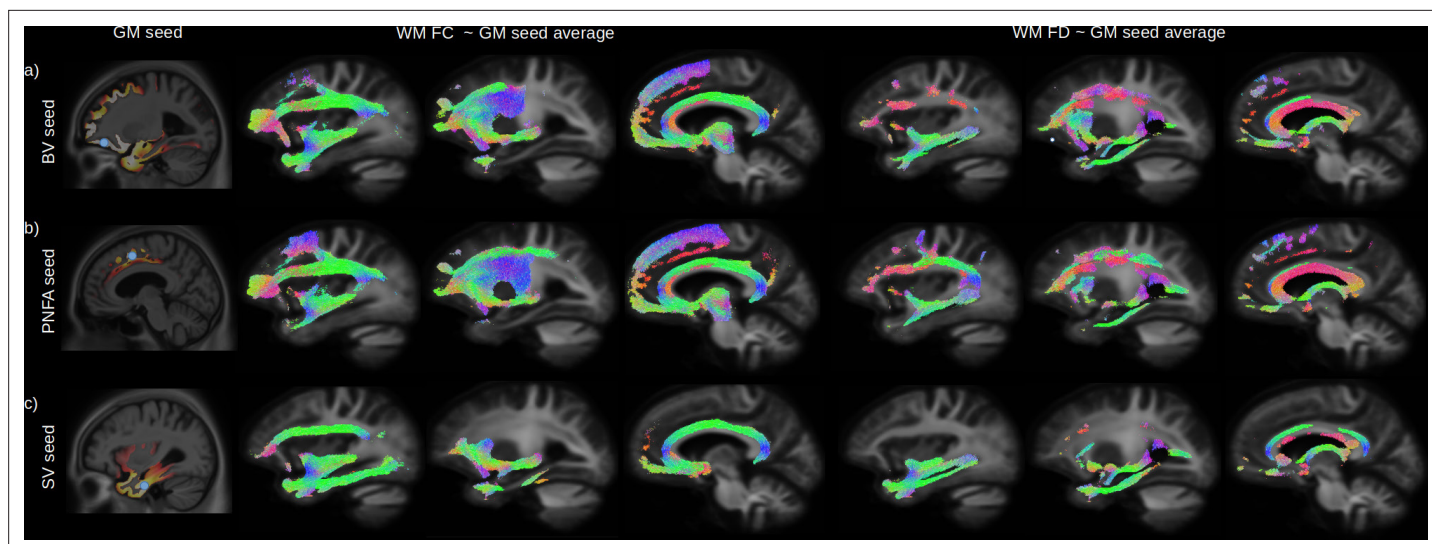 GM seed
WM FC ~ GM seed average
WM FD ~ GM seed average
a)
BV seed
b)
PNFA seed
c)
SV seed